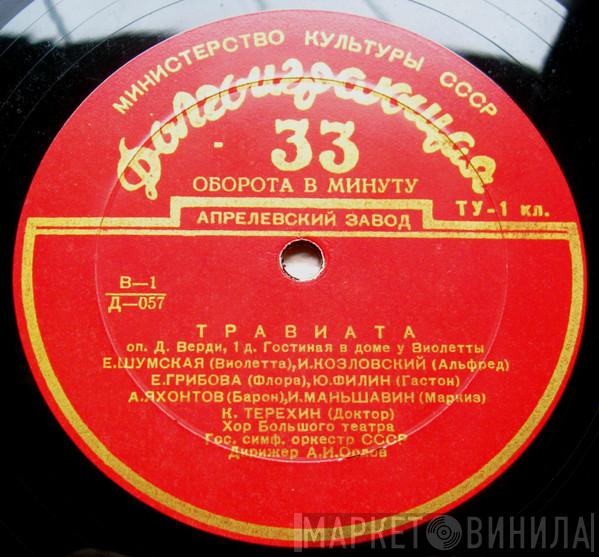 МИНИСТЕРСТВО КУЛЬТУРЫ СССР
Долгоиграющая
33
ОБОРОТА В МИНУТУ
АПРЕЛЕВСКИЙ ЗАВОД
ТУ-1 кл.
В—1
Д—057
ТРАВИАТА
оп. Д. Верди, 1 д. Гостиная в доме у Виолетты
Е.ШУМСКАЯ (Виолетта), И.КОЗЛОВСКИЙ (Альфред)
Е.ГРИБОВА (Флора), Ю.ФИЛИН (Гастон)
А.ЯХОНТОВ (Барон), И.МАНЬШАВИН (Маркиз)
К. ТЕРЕХИН (Доктор)
Хор Большого театра
Гос. симф. оркестр СССР
Дирижер А.И.Орлов
МАРКЕТ ВИНИЛА